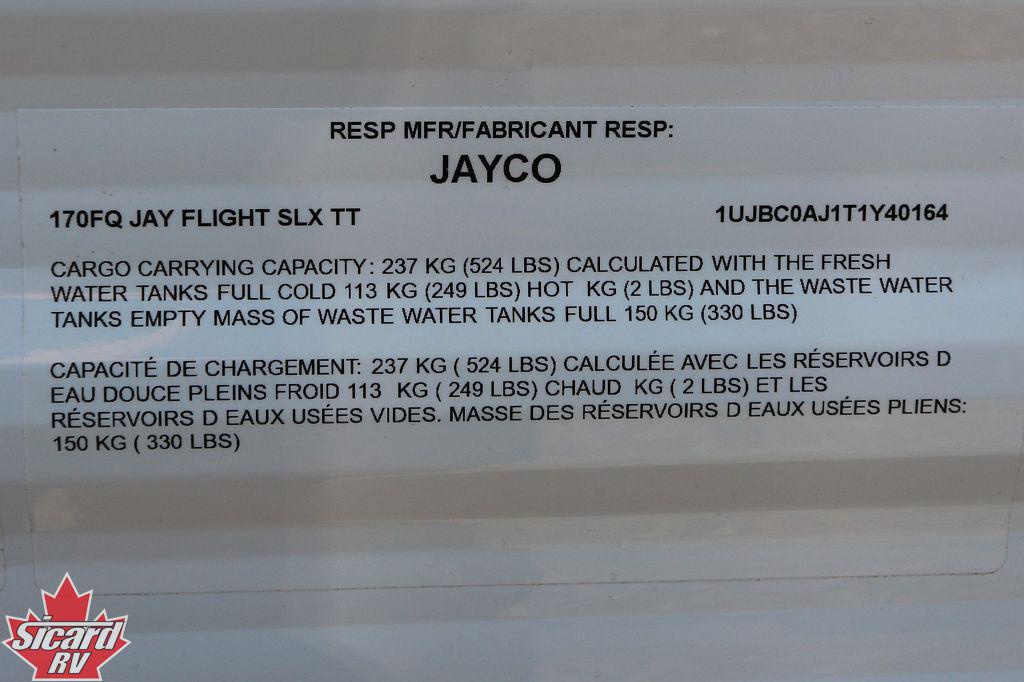 RESP MFR/FABRICANT RESP:
JAYCO
170FQ JAY FLIGHT SLX TT 1UJBC0AJ1T1Y40164
CARGO CARRYING CAPACITY: 237 KG (524 LBS) CALCULATED WITH THE FRESH
WATER TANKS FULL COLD 113 KG (249 LBS) HOT  KG (2 LBS) AND THE WASTE WATER
TANKS EMPTY MASS OF WASTE WATER TANKS FULL 150 KG (330 LBS)
CAPACITÉ DE CHARGEMENT: 237 KG ( 524 LBS) CALCULÉE AVEC LES RÉSERVOIRS D
EAU DOUCE PLEINS FROID 113  KG ( 249 LBS) CHAUD  KG ( 2 LBS) ET LES
RÉSERVOIRS D EAUX USÉES VIDES. MASSE DES RÉSERVOIRS D EAUX USÉES PLIENS:
150 KG ( 330 LBS)
Sicard
RV